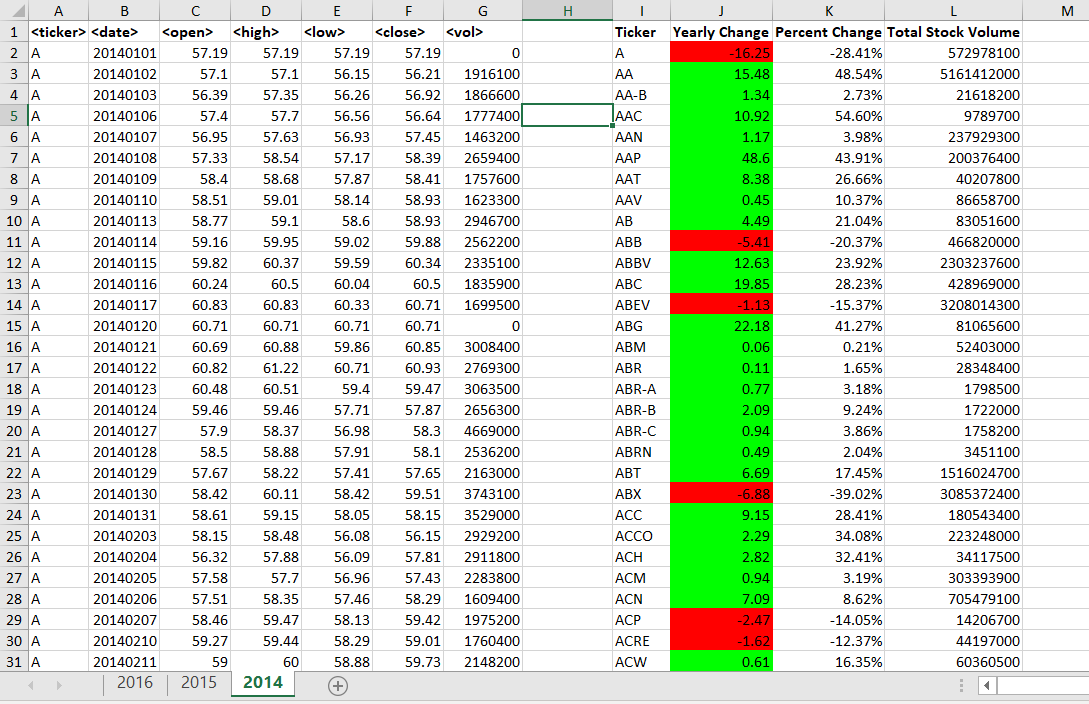 A B C D E F G H I J K L M
1 <ticker> <date> <open> <high> <low> <close> <vol> Ticker Yearly Change Percent Change Total Stock Volume
2 A 20140101 57.19 57.19 57.19 57.19 0 A -16.25 -28.41% 572978100
3 A 20140102 57.1 57.1 56.15 56.21 1916100 AA 15.48 48.54% 5161412000
4 A 20140103 56.39 57.35 56.26 56.92 1866600 AA-B 1.34 2.73% 21618200
5 A 20140106 57.4 57.7 56.56 56.64 1777400 AAC 10.92 54.60% 9789700
6 A 20140107 56.95 57.63 56.93 57.45 1463200 AAN 1.17 3.98% 237929300
7 A 20140108 57.33 58.54 57.17 58.39 2659400 AAP 48.6 43.91% 200376400
8 A 20140109 58.4 58.68 57.87 58.41 1757600 AAT 8.38 26.66% 40207800
9 A 20140110 58.51 59.01 58.14 58.93 1623300 AAV 0.45 10.37% 86658700
10 A 20140113 58.77 59.1 58.6 58.93 2946700 AB 4.49 21.04% 83051600
11 A 20140114 59.16 59.95 59.02 59.88 2562200 ABB -5.41 -20.37% 466820000
12 A 20140115 59.82 60.37 59.59 60.34 2335100 ABBV 12.63 23.92% 2303237600
13 A 20140116 60.24 60.5 60.04 60.5 1835900 ABC 19.85 28.23% 428969000
14 A 20140117 60.83 60.83 60.33 60.71 1699500 ABEV -1.13 -15.37% 3208014300
15 A 20140120 60.71 60.71 60.71 60.71 0 ABG 22.18 41.27% 81065600
16 A 20140121 60.69 60.88 59.86 60.85 3008400 ABM 0.06 0.21% 52403000
17 A 20140122 60.82 61.22 60.71 60.93 2769300 ABR 0.11 1.65% 28348400
18 A 20140123 60.48 60.51 59.4 59.47 3063500 ABR-A 0.77 3.18% 1798500
19 A 20140124 59.46 59.46 57.71 57.87 2656300 ABR-B 2.09 9.24% 1722000
20 A 20140127 57.9 58.37 56.98 58.3 4669000 ABR-C 0.94 3.86% 1758200
21 A 20140128 58.5 58.88 57.91 58.1 2536200 ABRN 0.49 2.04% 3451100
22 A 20140129 57.67 58.22 57.41 57.65 2163000 ABT 6.69 17.45% 1516024700
23 A 20140130 58.42 60.11 58.42 59.51 3743100 ABX -6.88 -39.02% 3085372400
24 A 20140131 58.61 59.15 58.05 58.15 3529000 ACC 9.15 28.41% 180543400
25 A 20140203 58.15 58.48 56.08 56.15 2929200 ACCO 2.29 34.08% 223248000
26 A 20140204 56.32 57.88 56.09 57.81 2911800 ACH 2.82 32.41% 34117500
27 A 20140205 57.58 57.7 56.96 57.43 2283800 ACM 0.94 3.19% 303393900
28 A 20140206 57.51 58.35 57.46 58.29 1609400 ACN 7.09 8.62% 705479100
29 A 20140207 58.46 59.47 58.13 59.42 1975200 ACP -2.47 -14.05% 14206700
30 A 20140210 59.27 59.44 58.29 59.01 1760400 ACRE -1.62 -12.37% 44197000
31 A 20140211 59 60 58.88 59.73 2148200 ACW 0.61 16.35% 60360500
2016 2015 2014